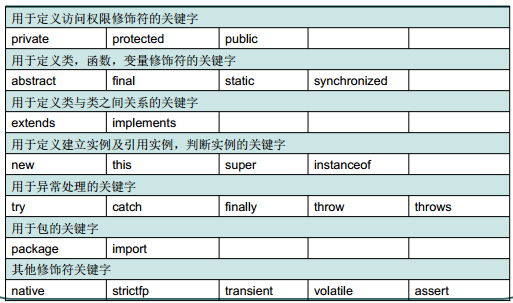 用于定义访问权限修饰符的关键字
private protected public
用于定义类，函数，变量修饰符的关键字
abstract final static synchronized
用于定义类与类之间关系的关键字
extends implements
用于定义建立实例及引用实例，判断实例的关键字
new this super instanceof
用于异常处理的关键字
try catch finally throw throws
用于包的关键字
package import
其他修饰符关键字
native strictfp transient volatile assert